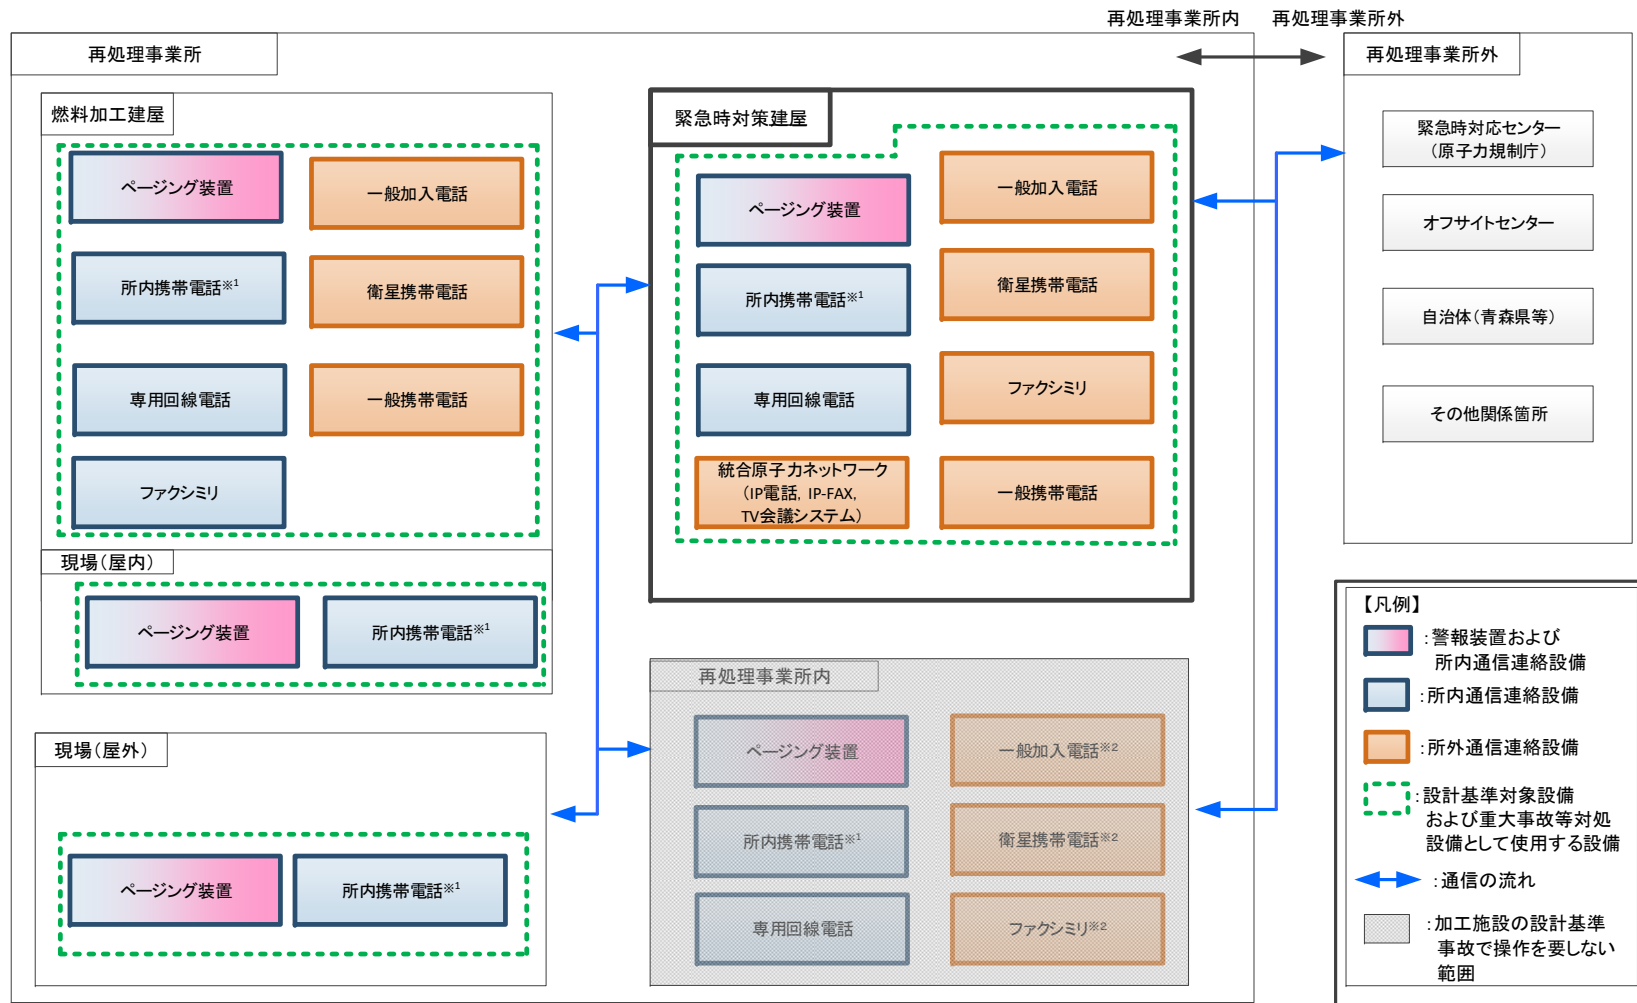 再処理事業所内
再処理事業所外
再処理事業所
燃料加工建屋
ページング装置
一般加入電話
所内携帯電話※1
衛星携帯電話
専用回線電話
一般携帯電話
ファクシミリ
現場(屋内)
ページング装置
所内携帯電話※1
現場(屋外)
ページング装置
所内携帯電話※1
緊急時対策建屋
ページング装置
一般加入電話
所内携帯電話※1
衛星携帯電話
専用回線電話
ファクシミリ
統合原子力ネットワーク
(IP電話, IP-FAX,
TV会議システム)
一般携帯電話
再処理事業所内
ページング装置
一般加入電話※2
所内携帯電話※1
衛星携帯電話※2
専用回線電話
ファクシミリ※2
再処理事業所外
緊急時対応センター
(原子力規制庁)
オフサイトセンター
自治体(青森県等)
その他関係箇所
【凡例】
:警報装置および
所内通信連絡設備
:所内通信連絡設備
:所外通信連絡設備
:設計基準対象設備
および重大事故等対処
設備として使用する設備
:通信の流れ
:加工施設の設計基準
事故で操作を要しない
範囲